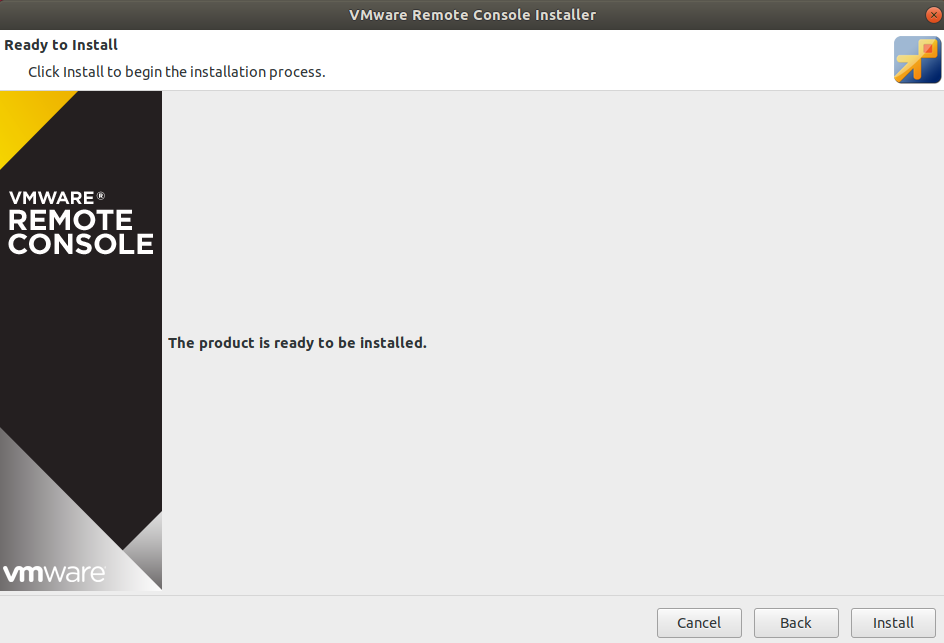 VMware Remote Console Installer
Ready to Install
Click Install to begin the installation process.
VMWARE®
REMOTE
CONSOLE
The product is ready to be installed.
vmware
Cancel
Back
Install